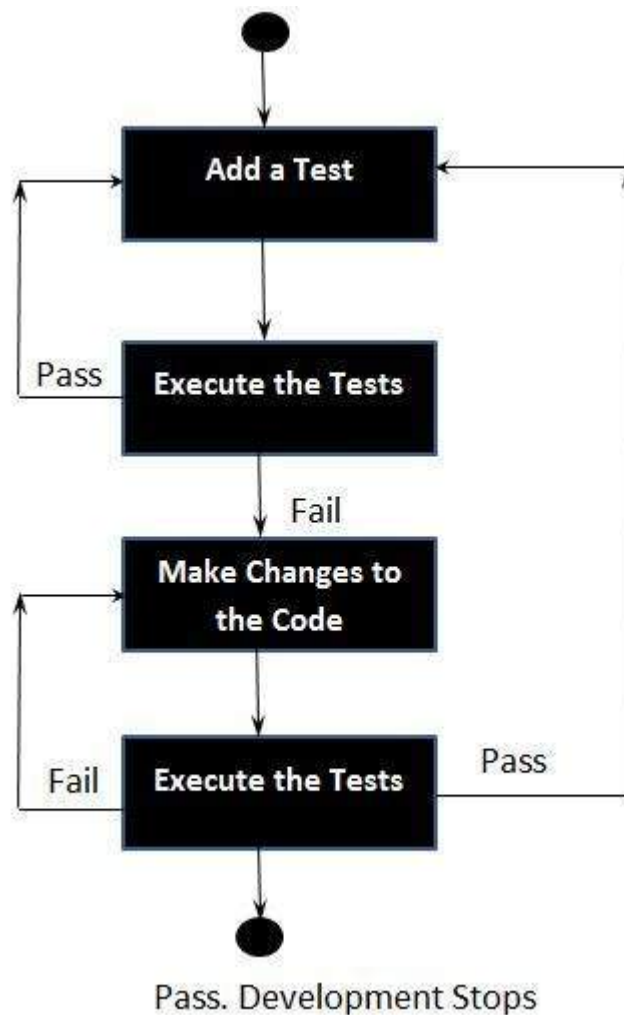 Add a Test
Pass
Execute the Tests
Fail
Make Changes to
the Code
Fail
Execute the Tests
Pass
Pass. Development Stops